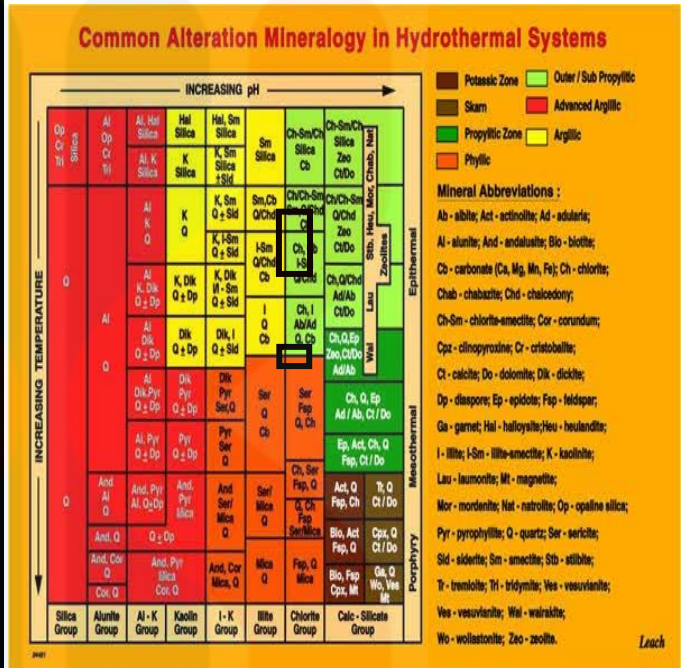 Common Alteration Mineralogy in Hydrothermal Systems
INCREASING pH
INCREASING TEMPERATURE
Op
Cr
Tri
Silica
Q
Q
Silica
Group
Al
Op
Cr
Tri
Al
Q
And
Al
Q
And, Q
And, Cor
Q
Cor, Q
Alunite
Group
Al, Hal
Silica
Al, K
Silica
Al
K
Q
Al
K, Dik
Q ± Dp
Al
Dik
Q ± Dp
Al
Dik,Pyr
Q ± Dp
Al, Pyr
Q ± Dp
And, Pyr
Al, Q±Dp
Q ± Dp
And, Pyr
Mica
Q
Al - K
Group
Hal
Silica
K
Silica
K
Q
K, Dik
Q ± Dp
Dik
Q ± Dp
Dik
Pyr
Q ± Dp
Pyr
Q ± Dp
And,
Pyr
Mica
Kaolin
Group
Hal, Sm
Silica
K, Sm
Silica
±Sid
K, Sm
Q ± Sid
K, I-Sm
Q ± Sid
K, Dik
Q ± Sid
Dik, I
Q ± Sid
Dik
Pyr
Ser,Q
Pyr
Ser
Q
And
Ser/
Mica
Q
And, Cor
Mica, Q
I - K
Group
Sm
Silica
Sm,Cb
Q/Chd
I-Sm
Q/Chd
Cb
I
Q
Cb
Ser
Q
Cb
Ser/
Mica
Q
Mica
Q
Illite
Group
Ch-Sm/Ch
Silica
Cb
Ch/Ch-Sm
Q/Chd
Ch, I
Ab/Ad
Q, Cb
Ser
Fsp
Q, Ch
Ch, Ser
Fsp, Q
Q, Ch
Fsp
Ser/Mica
Fsp, Q
Mica
Chlorite
Group
Ch-Sm/Ch
Silica
Zeo
Ct/Do
Ch/Ch-Sm
Q/Chd
Zeo
Ct/Do
Ch,Q/Chd
Ab/Ad
Ct/Do
Ch,Q,Ep
Zeo,Ct/Do
Ad/Ab
Stb. Heu, Mor, Chab, Nat
Zeolites
Lau
Wai
Ch, Q, Ep
Ad / Ab, Ct / Do
Ep, Act, Ch, Q
Fsp, Ct / Do
Act, Q
Fsp, Ch
Tr, Q
Ct / Do
Bio, Act
Fsp, Q
Cpx, Q
Ct / Do
Bio, Fsp
Cpx, Mt
Ga, Q
Wo, Ves
Mt
Calc - Silicate
Group
Epithermal
Mesothermal
Porphyry
Potassic Zone
Outer / Sub Propylitic
Skarn
Advanced Argillic
Propylitic Zone
Argillic
Phyllic
Mineral Abbreviations :
Ab - albite; Act - actinolite; Ad - adularia;
Al - alunite; And - andalusite; Bio - biotite;
Cb - carbonate (Ca, Mg, Mn, Fe); Ch - chlorite;
Chab - chabazite; Chd - chalcedony;
Ch-Sm - chlorite-smectite; Cor - corundum;
Cpx - clinopyroxene; Cr - cristobalite;
Ct - calcite; Do - dolomite; Dik - dikite;
Dp - diaspore; Ep - epidote; Fsp - feldspar;
Ga - garnet; Hal - halloysite;Heu - heulandite;
I - illite; I-Sm - illite-smectite; K - kaolinite;
Lau - laumonite; Mt - magnetite;
Mor - mordenite; Nat - natrolite; Op - opaline silica;
Pyr - pyrophyllite; Q - quartz; Ser - sericite;
Sid - siderite; Sm - smectite; Stb - stilbite;
Tr - tremloite; Tri - tridymite; Ves - vesuvianite;
Ves - vesuvianite; Wai - wairakite;
Wo - wollastonite; Zeo - zeolite.
Leach